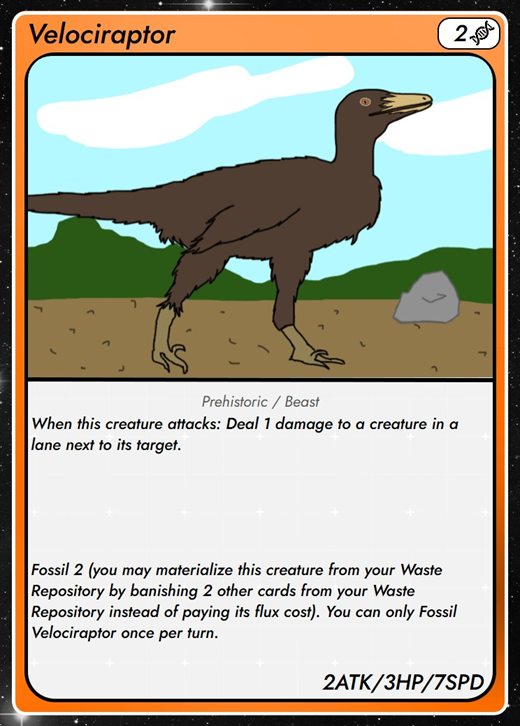 Velociraptor
2
Prehistoric / Beast
When this creature attacks: Deal 1 damage to a creature in a
lane next to its target.
Fossil 2 (you may materialize this creature from your Waste
Repository by banishing 2 other cards from your Waste
Repository instead of paying its flux cost). You can only Fossil
Velociraptor once per turn.
2ATK/3HP/7SPD